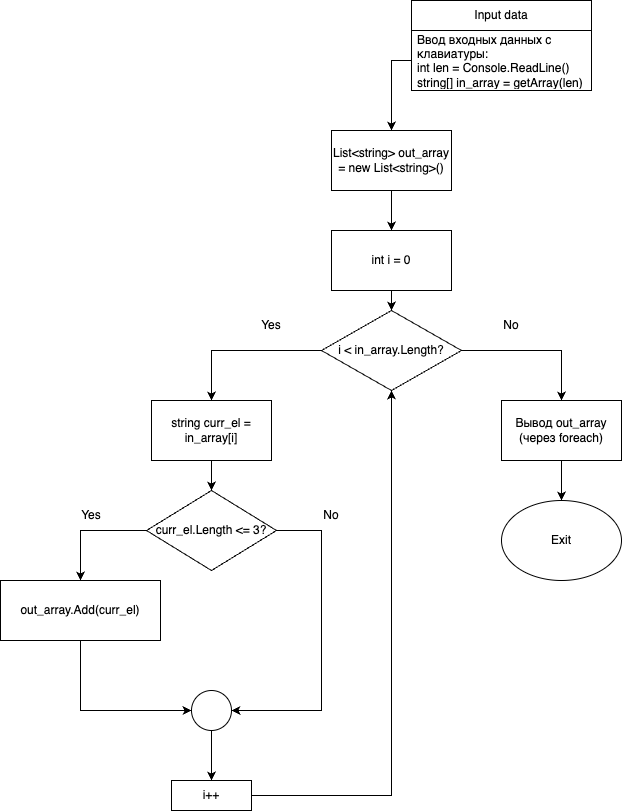 Input data
Ввод входных данных с
клавиатуры:
int len = Console.ReadLine()
string[] in_array = getArray(len)
List<string> out_array
= new List<string>()
int i = 0
Yes
No
i < in_array.Length?
string curr_el =
in_array[i]
Вывод out_array
(через foreach)
Yes
No
curr_el.Length <= 3?
Exit
out_array.Add(curr_el)
i++